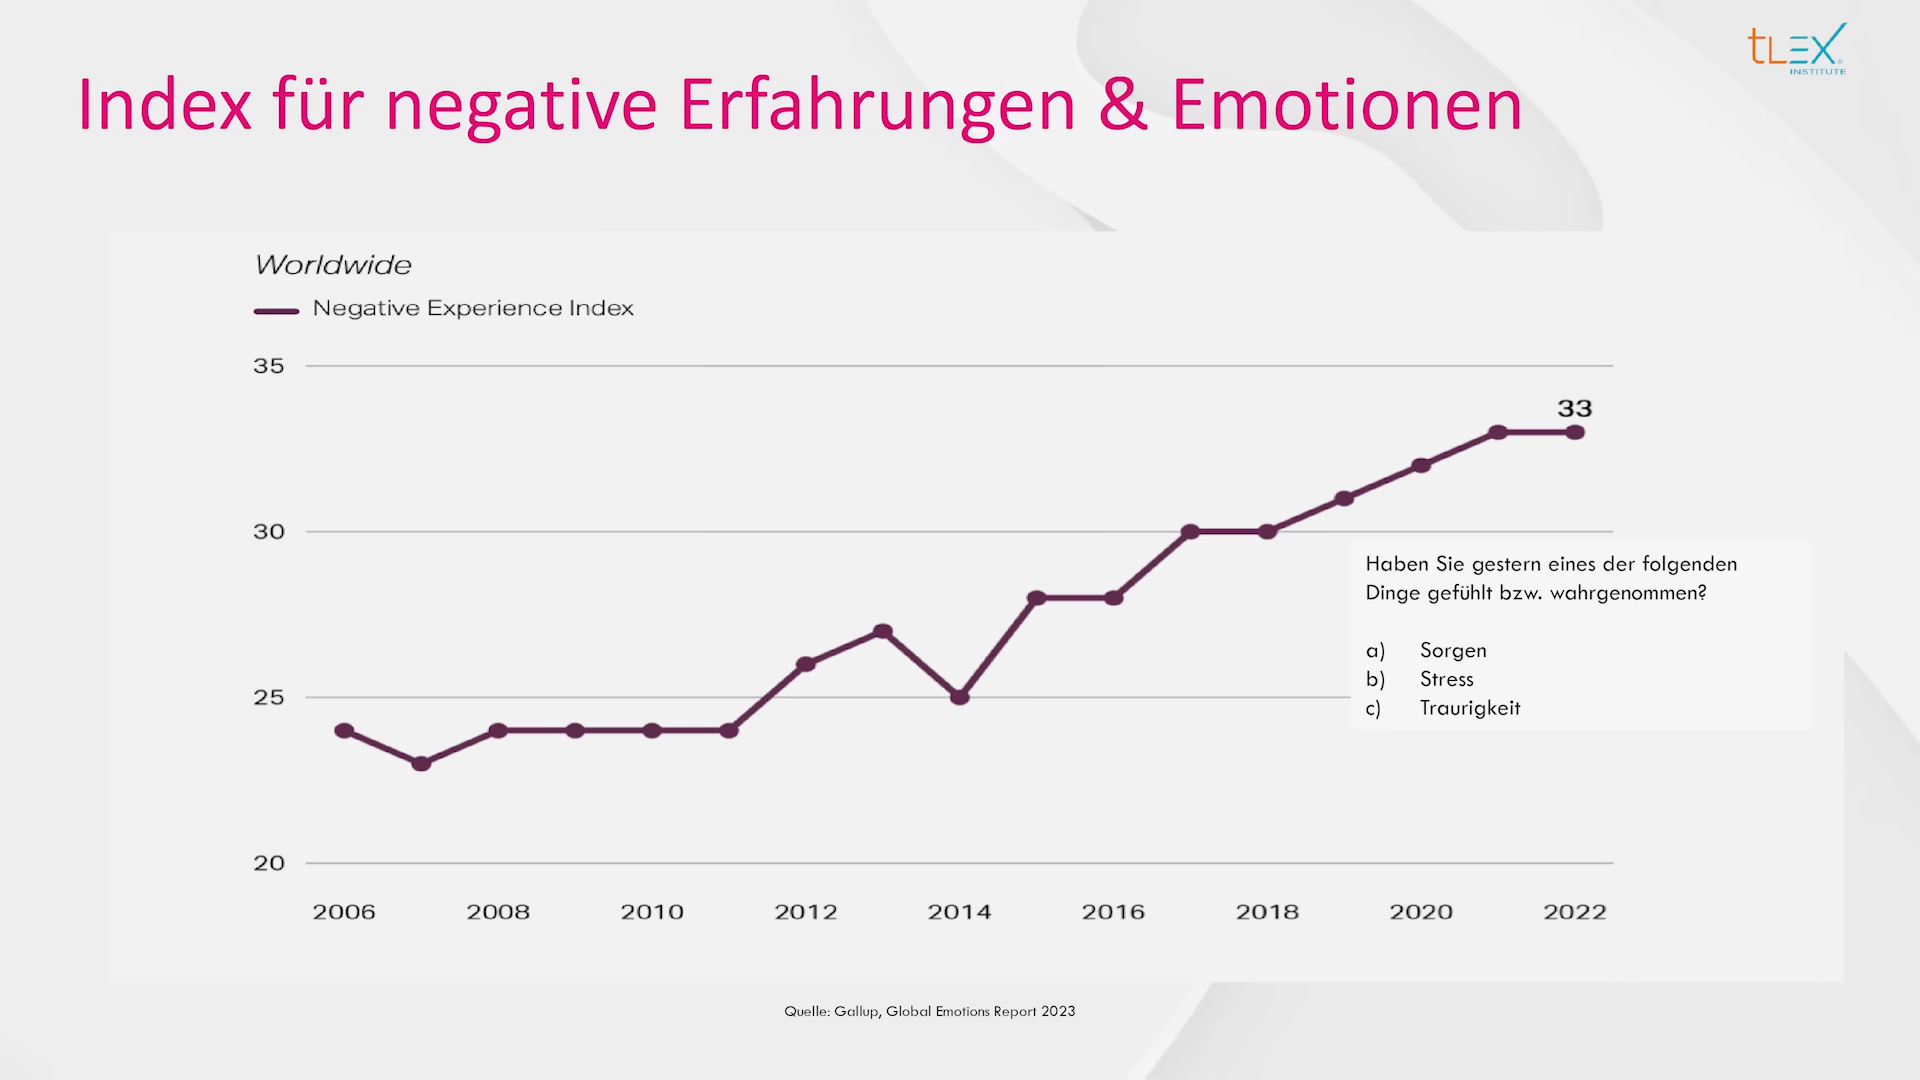 tLEX
INSTITUTE
Index für negative Erfahrungen & Emotionen
Worldwide
Negative Experience Index
35
33
30
Haben Sie gestern eines der folgenden
Dinge gefühlt bzw. wahrgenommen?
a) Sorgen
b) Stress
c) Traurigkeit
25
20
2006 2008 2010 2012 2014 2016 2018 2020 2022
Quelle: Gallup, Global Emotions Report 2023